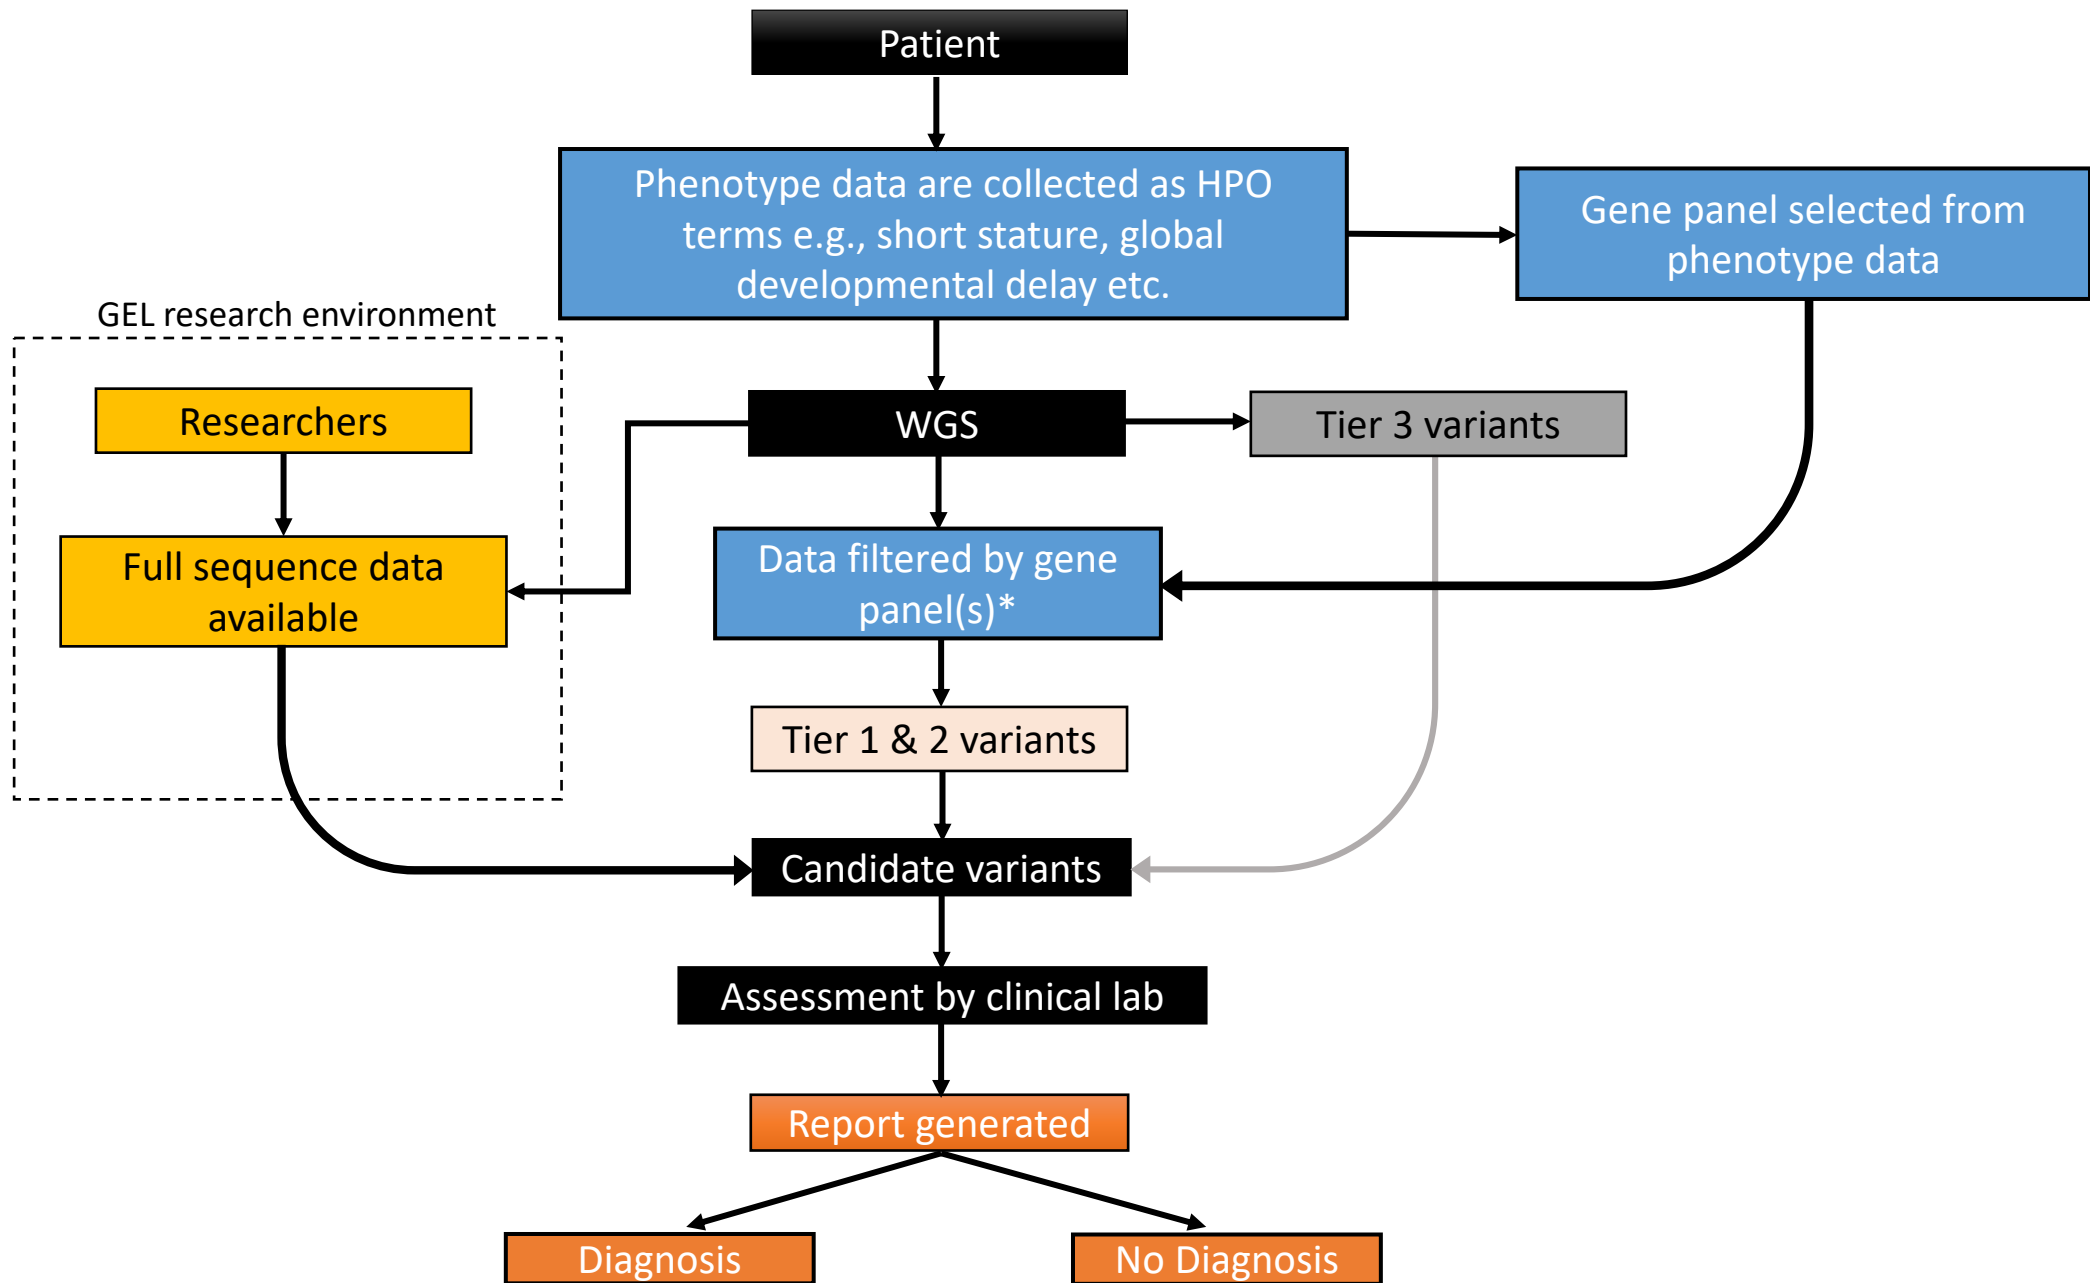 Patient
Phenotype data are collected as HPO
terms e.g., short stature, global
developmental delay etc.
Gene panel selected from
phenotype data
GEL research environment
Researchers
WGS
Tier 3 variants
Full sequence data
available
Data filtered by gene
panel(s)*
Tier 1 & 2 variants
Candidate variants
Assessment by clinical lab
Report generated
Diagnosis
No Diagnosis